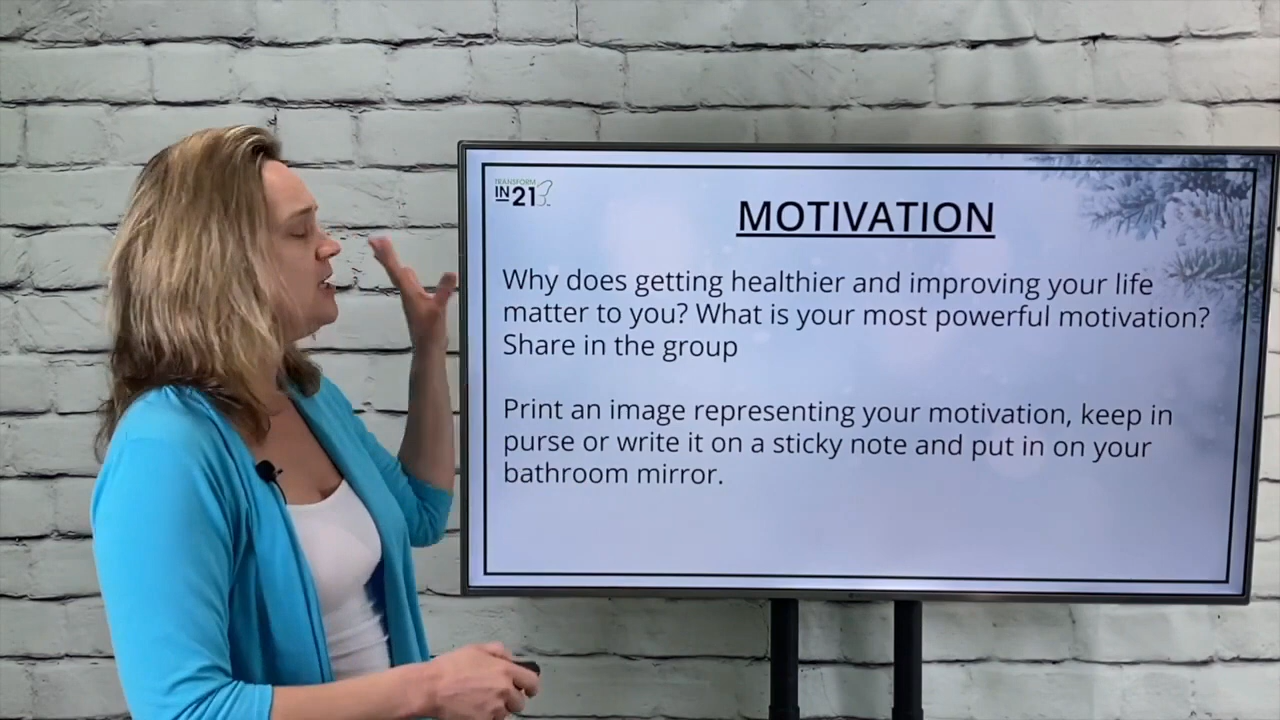 TRANSFORM
IN 21
MOTIVATION
Why does getting healthier and improving your life
matter to you? What is your most powerful motivation?
Share in the group
Print an image representing your motivation, keep in
purse or write it on a sticky note and put in on your
bathroom mirror.